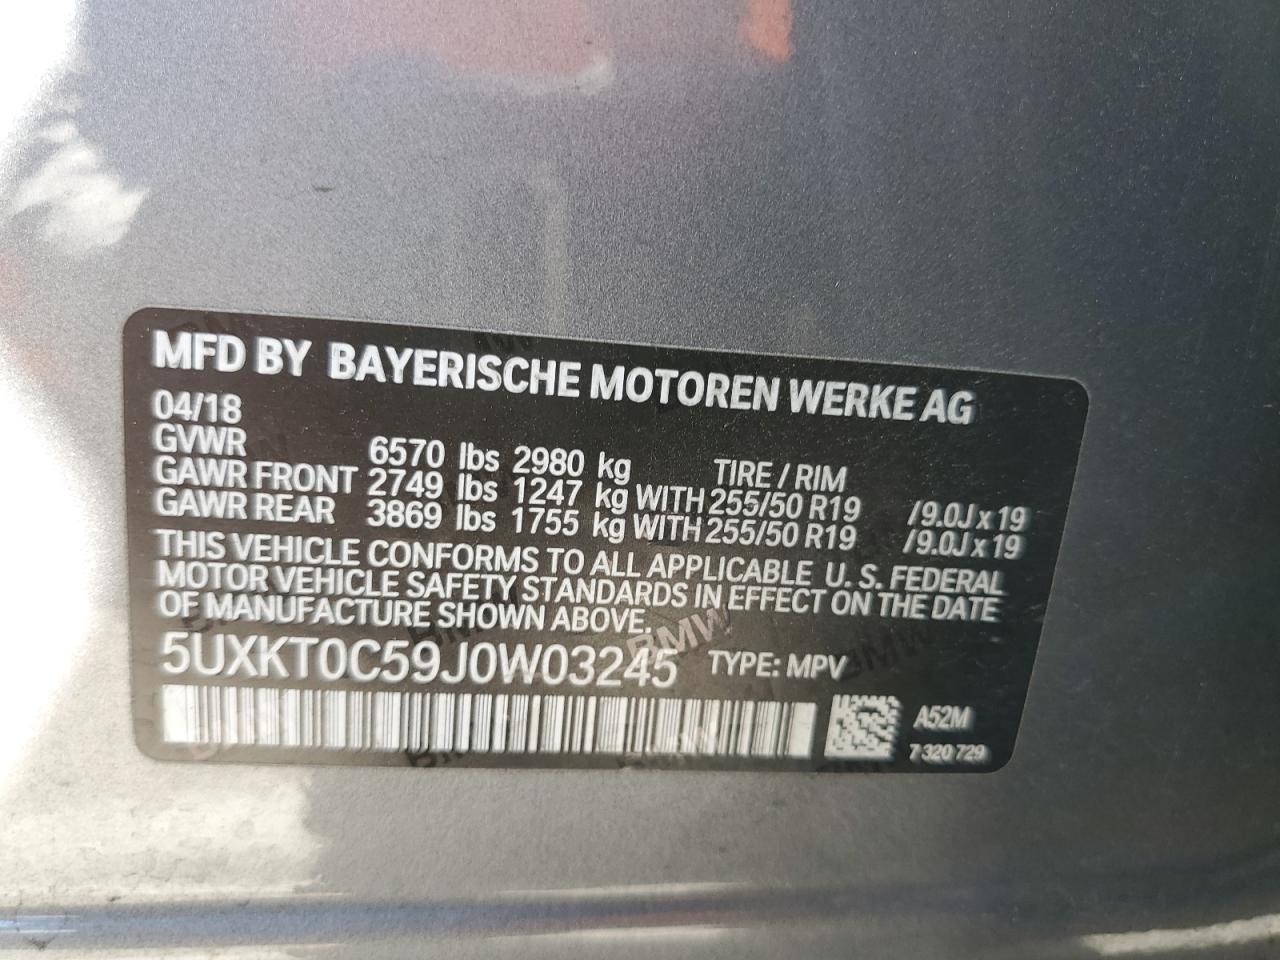 MFD BY BAYERISCHE MOTOREN WERKE AG
04/18
GVWR 6570 lbs 2980 kg TIRE / RIM
GAWR FRONT 2749 lbs 1247 kg WITH 255/50 R19 /9.0J x 19
GAWR REAR 3869 lbs 1755 kg WITH 255/50 R19 /9.0J x 19
THIS VEHICLE CONFORMS TO ALL APPLICABLE U. S. FEDERAL
MOTOR VEHICLE SAFETY STANDARDS IN EFFECT ON THE DATE
OF MANUFACTURE SHOWN ABOVE.
5UXKT0C59J0W03245 TYPE: MPV
A52M
7 320 729